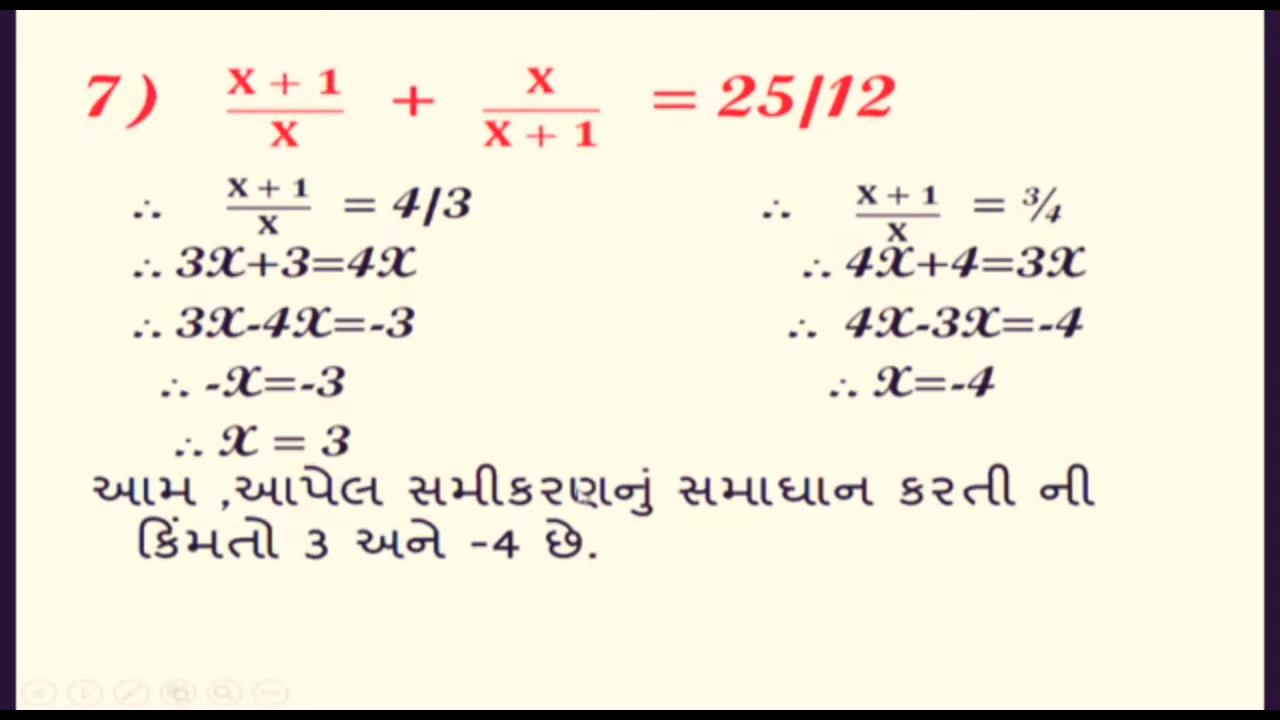 7 ) x + 1 / x + x / x + 1 = 25/12
∴ x + 1 / x = 4/3 ∴ x + 1 / x = ¾
∴ 3x+3=4x ∴ 4x+4=3x
∴ 3x-4x=-3 ∴ 4x-3x=-4
∴ -x=-3 ∴ x=-4
∴ x = 3
આમ ,આપેલ સમીકરણનું સમાધાન કરતી ની
કિંમતો 3 અને -4 છે.